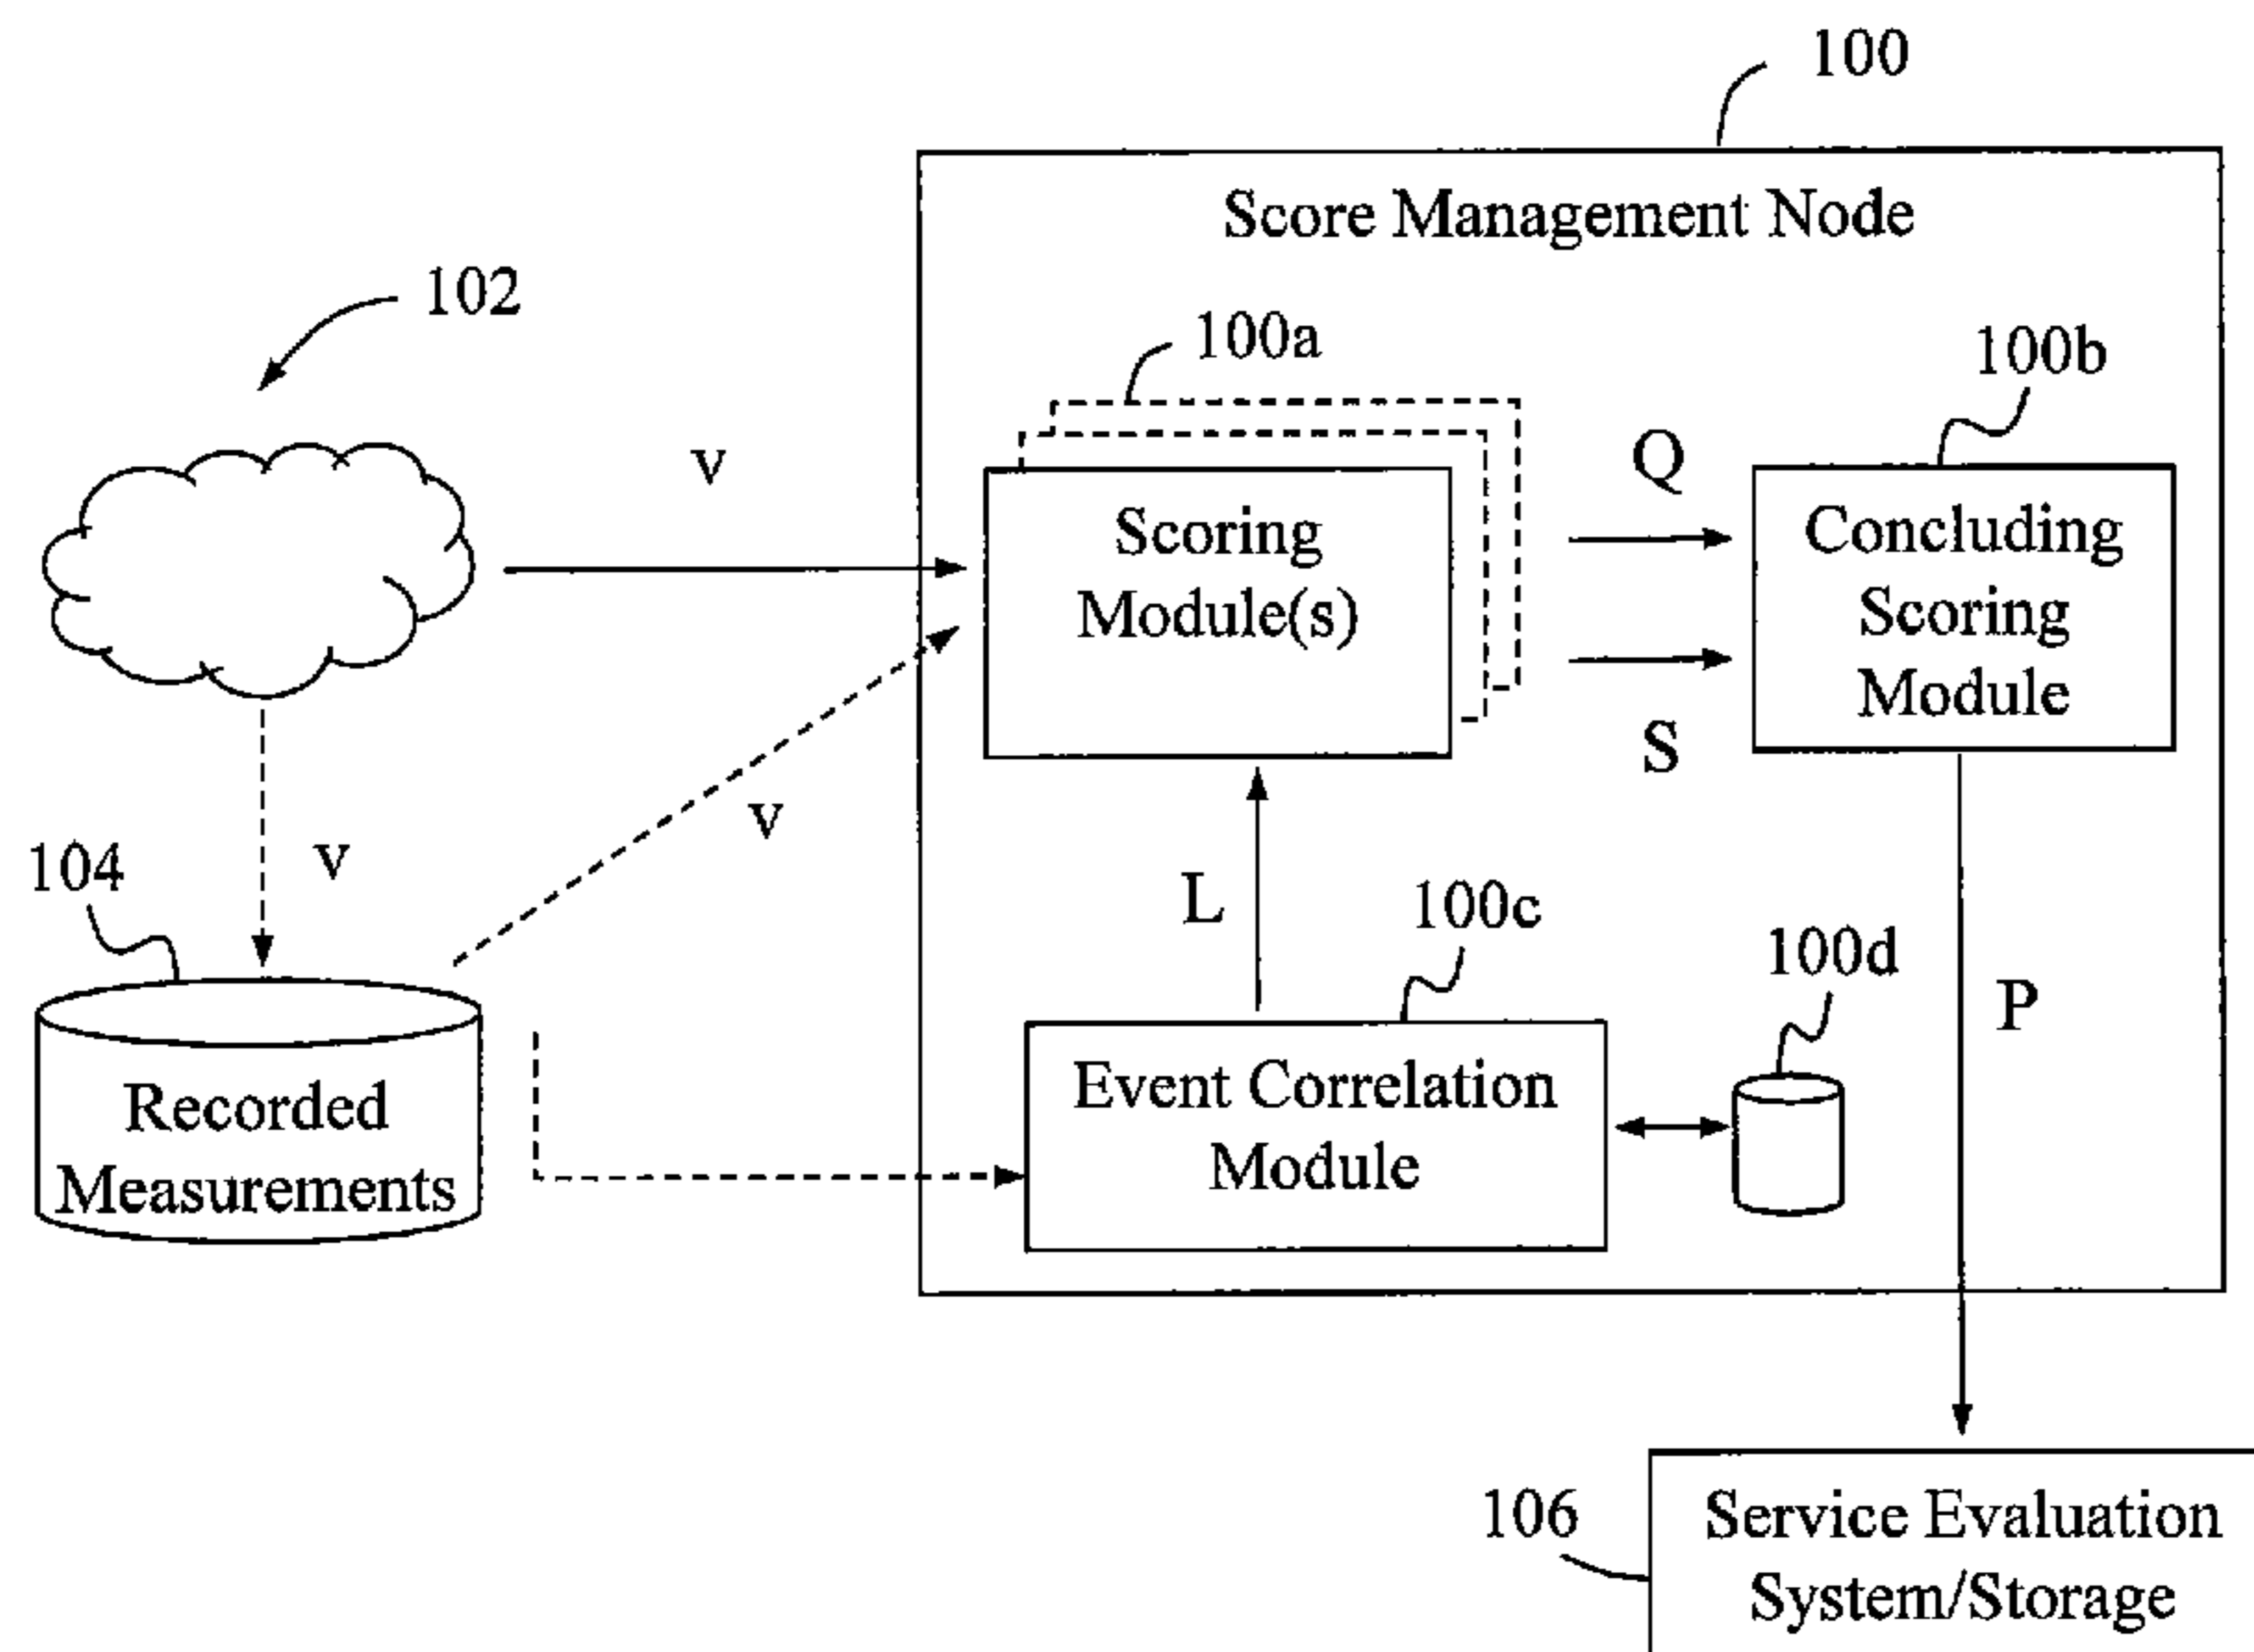 100
Score Management Node
102
100a
100b
v
Q
Scoring
Module(s)
Concluding
Scoring
Module
S
v
v
104
L
100c
100d
P
Recorded
Measurements
Event Correlation
Module
106
Service Evaluation
System/Storage